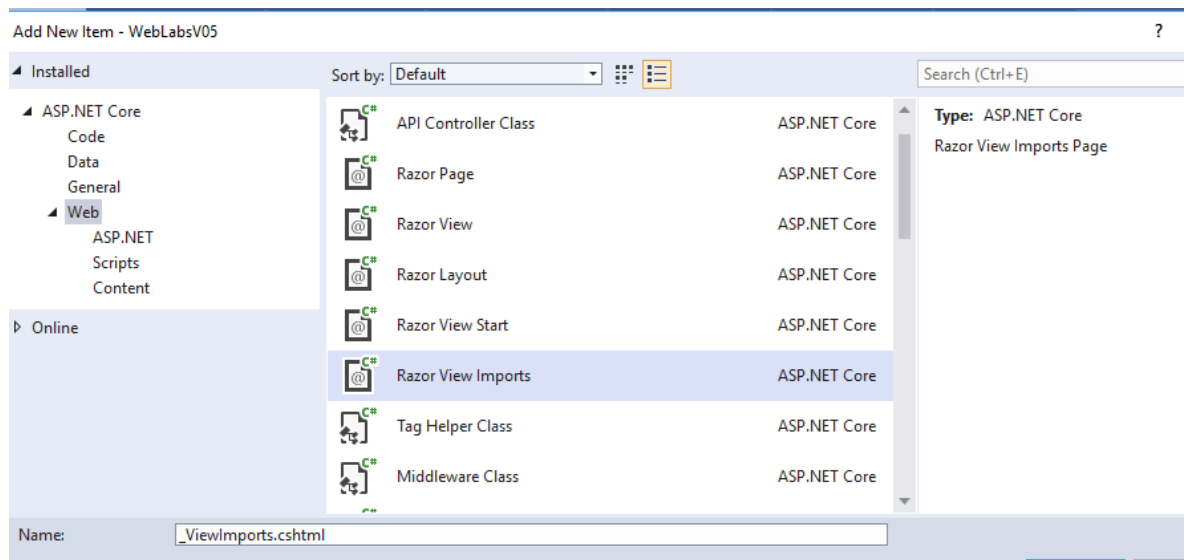 Add New Item - WebLabsV05 ?
Installed
Sort by: Default
Search (Ctrl+E)
ASP.NET Core
Code
Data
General
Web
ASP.NET
Scripts
Content
Online
C# API Controller Class ASP.NET Core
C# @ Razor Page ASP.NET Core
C# @ Razor View ASP.NET Core
C# @ Razor Layout ASP.NET Core
C# @ Razor View Start ASP.NET Core
C# @ Razor View Imports ASP.NET Core
C# Tag Helper Class ASP.NET Core
C# Middleware Class ASP.NET Core
C#
Type: ASP.NET Core
Razor View Imports Page
Name: _ViewImports.cshtml